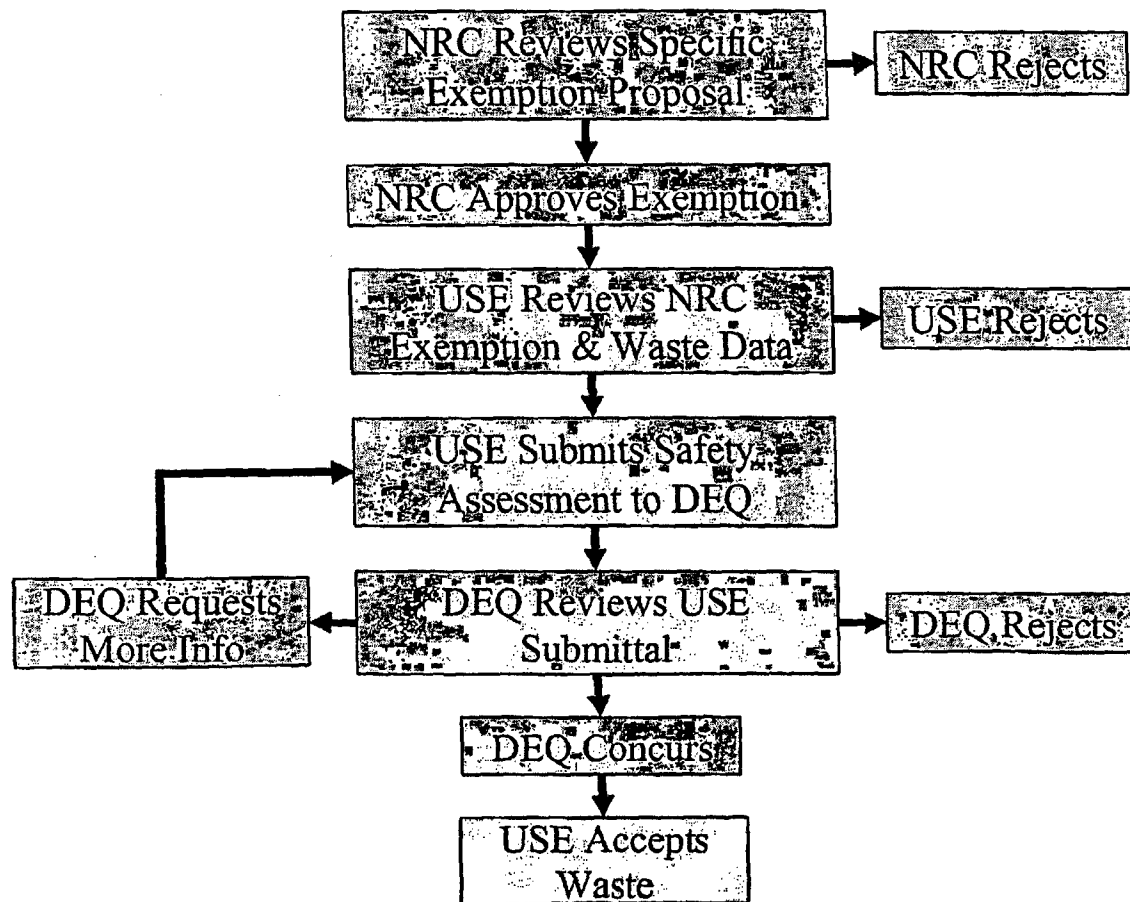 NRC Reviews Specific
Exemption Proposal
NRC Rejects
NRC Approves Exemption
USE Reviews NRC
Exemption & Waste Data
USE Rejects
USE Submits Safety
Assessment to DEQ
DEQ Requests
More Info
DEQ Reviews USE
Submittal
DEQ Rejects
DEQ Concurs
USE Accepts
Waste